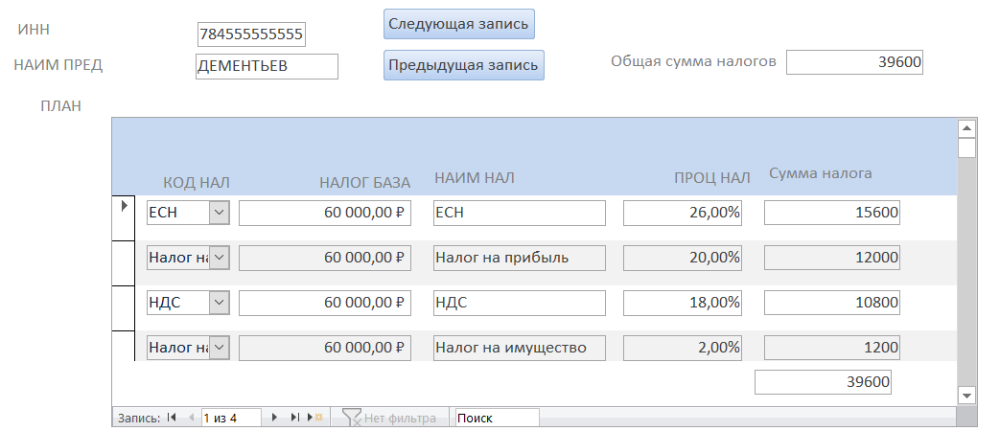 ИНН 784555555555 Следующая запись
НАИМ ПРЕД ДЕМЕНТЬЕВ Предыдущая запись Общая сумма налогов 39600
ПЛАН
КОД НАЛ НАЛОГ БАЗА НАИМ НАЛ ПРОЦ НАЛ Сумма налога
ЕСН 60 000,00 ₽ ЕСН 26,00% 15600
Налог на 60 000,00 ₽ Налог на прибыль 20,00% 12000
НДС 60 000,00 ₽ НДС 18,00% 10800
Налог на 60 000,00 ₽ Налог на имущество 2,00% 1200
39600
Запись: 1 из 4 Нет фильтра Поиск